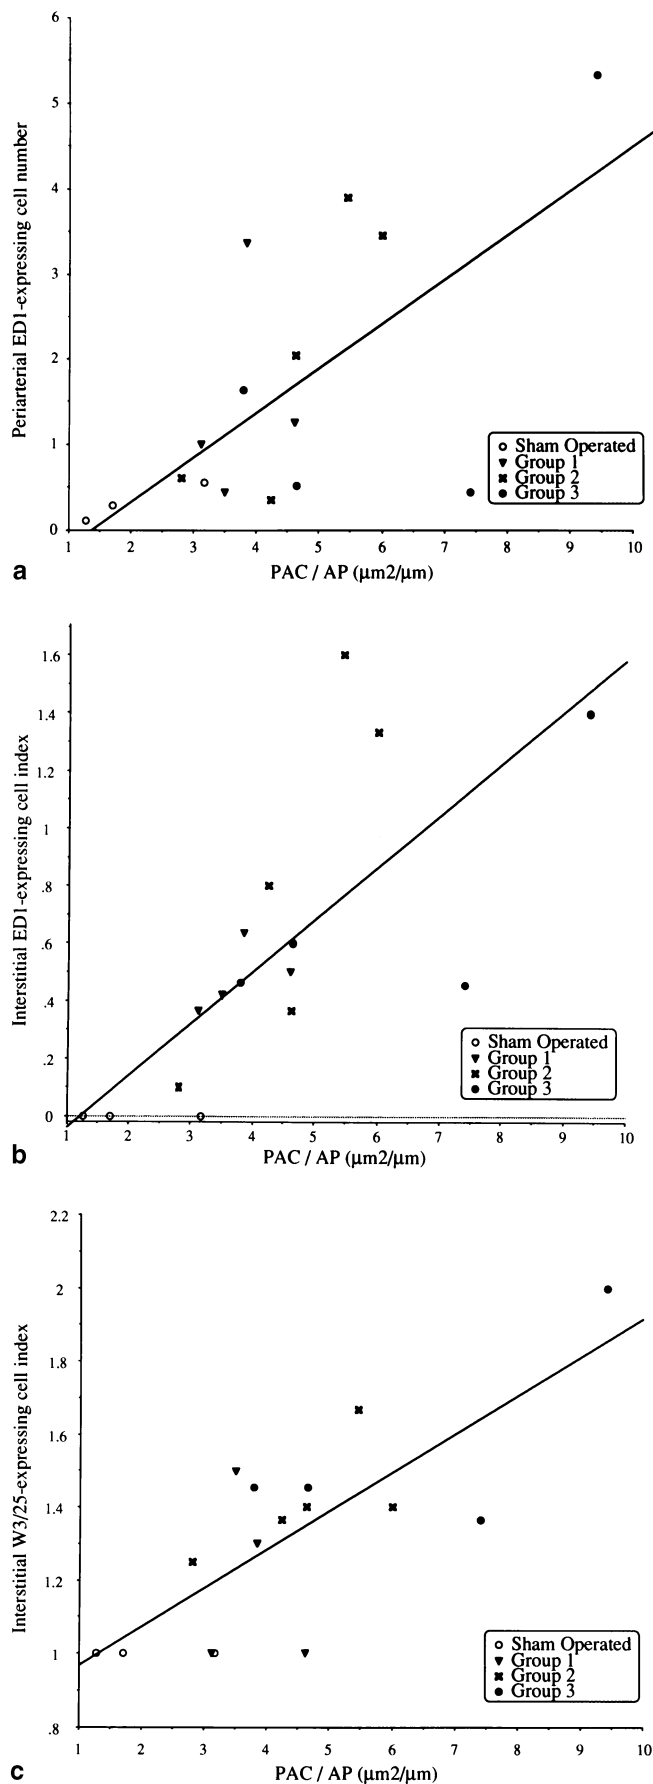 6
5
4
3
2
1
0
Periarterial ED1-expressing cell number
Sham Operated
Group 1
Group 2
Group 3
1 2 3 4 5 6 7 8 9 10
PAC / AP (µm2/µm)
a
1.6
1.4
1.2
1
.8
.6
.4
.2
0
Interstitial ED1-expressing cell index
Sham Operated
Group 1
Group 2
Group 3
1 2 3 4 5 6 7 8 9 10
PAC / AP (µm2/µm)
b
2.2
2
1.8
1.6
1.4
1.2
1
.8
Interstitial W3/25-expressing cell index
Sham Operated
Group 1
Group 2
Group 3
1 2 3 4 5 6 7 8 9 10
PAC / AP (µm2/µm)
c